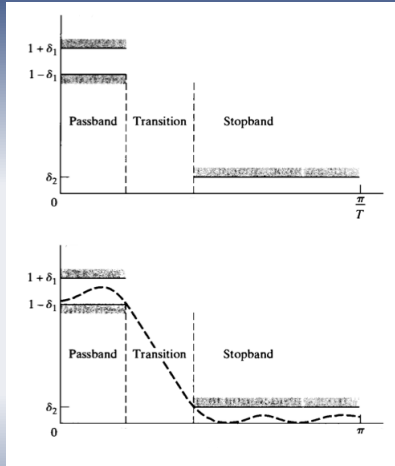 1 + δ₁
1 − δ₁
Passband Transition Stopband
δ₂
0
π/T
1 + δ₁
1 − δ₁
Passband Transition Stopband
δ₂
0
π